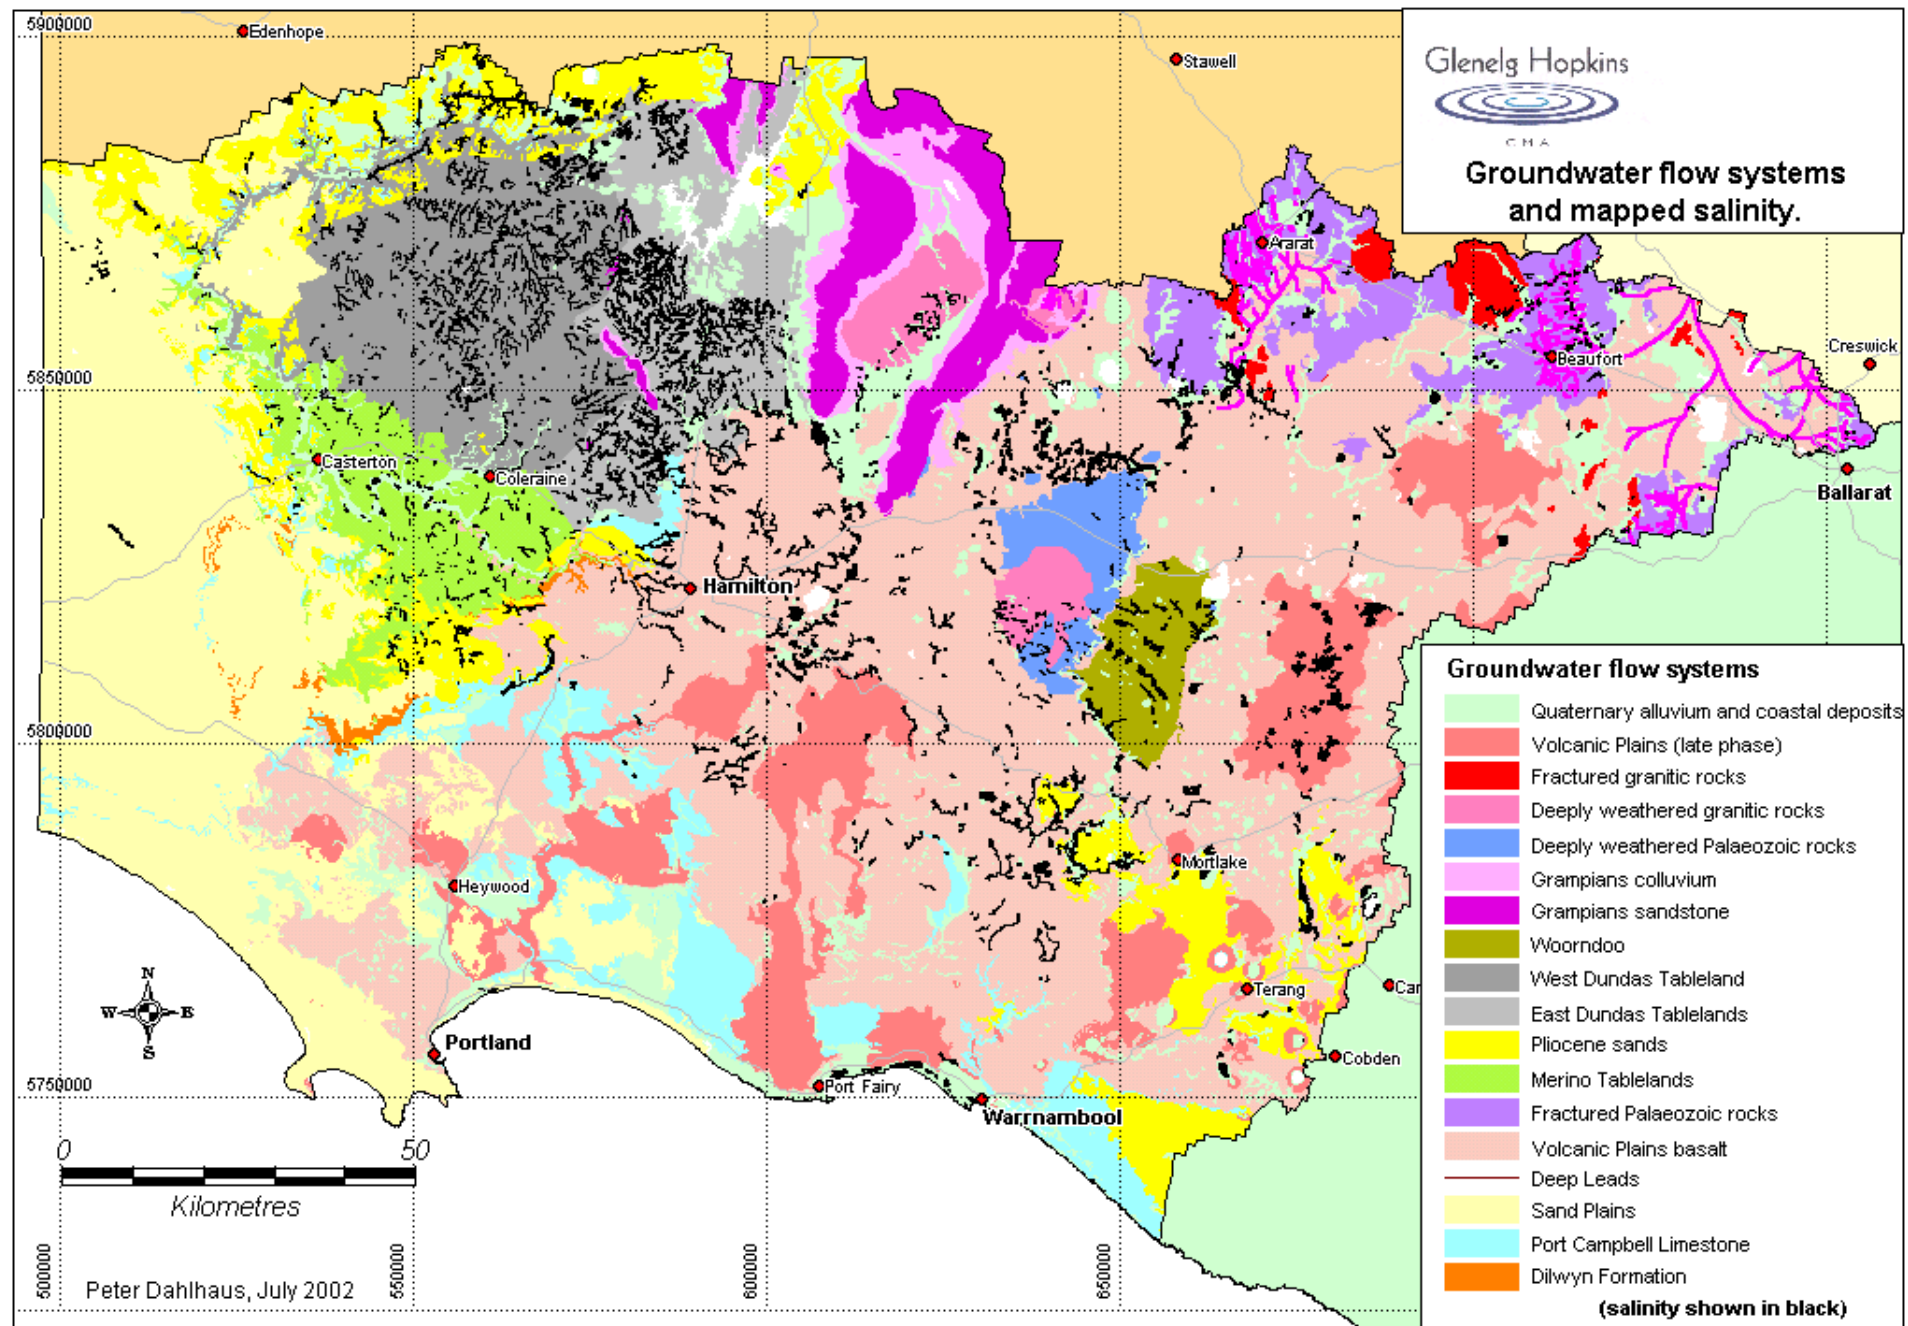 5900000
Edenhope
Stawell
Glenelg Hopkins
CMA
Groundwater flow systems
and mapped salinity.
Ararat
Creswick
Beaufort
5850000
Casterton
Coleraine
Ballarat
Hamilton
5800000
Mortlake
Heywood
Terang
Car
N
W E
S
Portland
Cobden
5750000
Port Fairy
Warrnambool
0 50
Kilometres
500000
550000
600000
650000
Peter Dahlhaus, July 2002
Groundwater flow systems
Quaternary alluvium and coastal deposits
Volcanic Plains (late phase)
Fractured granitic rocks
Deeply weathered granitic rocks
Deeply weathered Palaeozoic rocks
Grampians colluvium
Grampians sandstone
Woorndoo
West Dundas Tableland
East Dundas Tablelands
Pliocene sands
Merino Tablelands
Fractured Palaeozoic rocks
Volcanic Plains basalt
Deep Leads
Sand Plains
Port Campbell Limestone
Dilwyn Formation
(salinity shown in black)